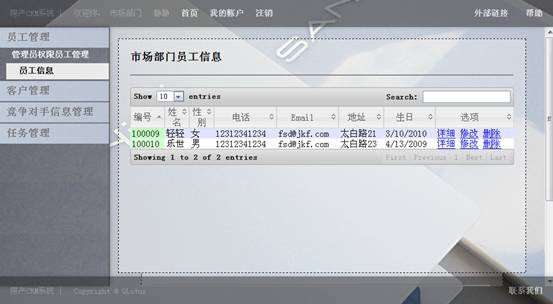 房产CRM系统 | 欢迎你, 市场部门 静静 首页 我的账户 注销 外部链接 帮助
员工管理
管理员权限员工管理
员工信息
客户管理
竞争对手信息管理
任务管理
市场部门员工信息
Show 10 entries Search:
编号 姓名 性别 电话 Email 地址 生日 选项
100009 轻轻 女 12312341234 fsd@jkf.com 太白路21 3/10/2010 详细 修改 删除
100010 乐世 男 12312341234 fsd@jkf.com 太白路23 4/13/2009 详细 修改 删除
Showing 1 to 2 of 2 entries First Previous 1 Next Last
房产CRM系统 | Copyright © QLotus 联系我们